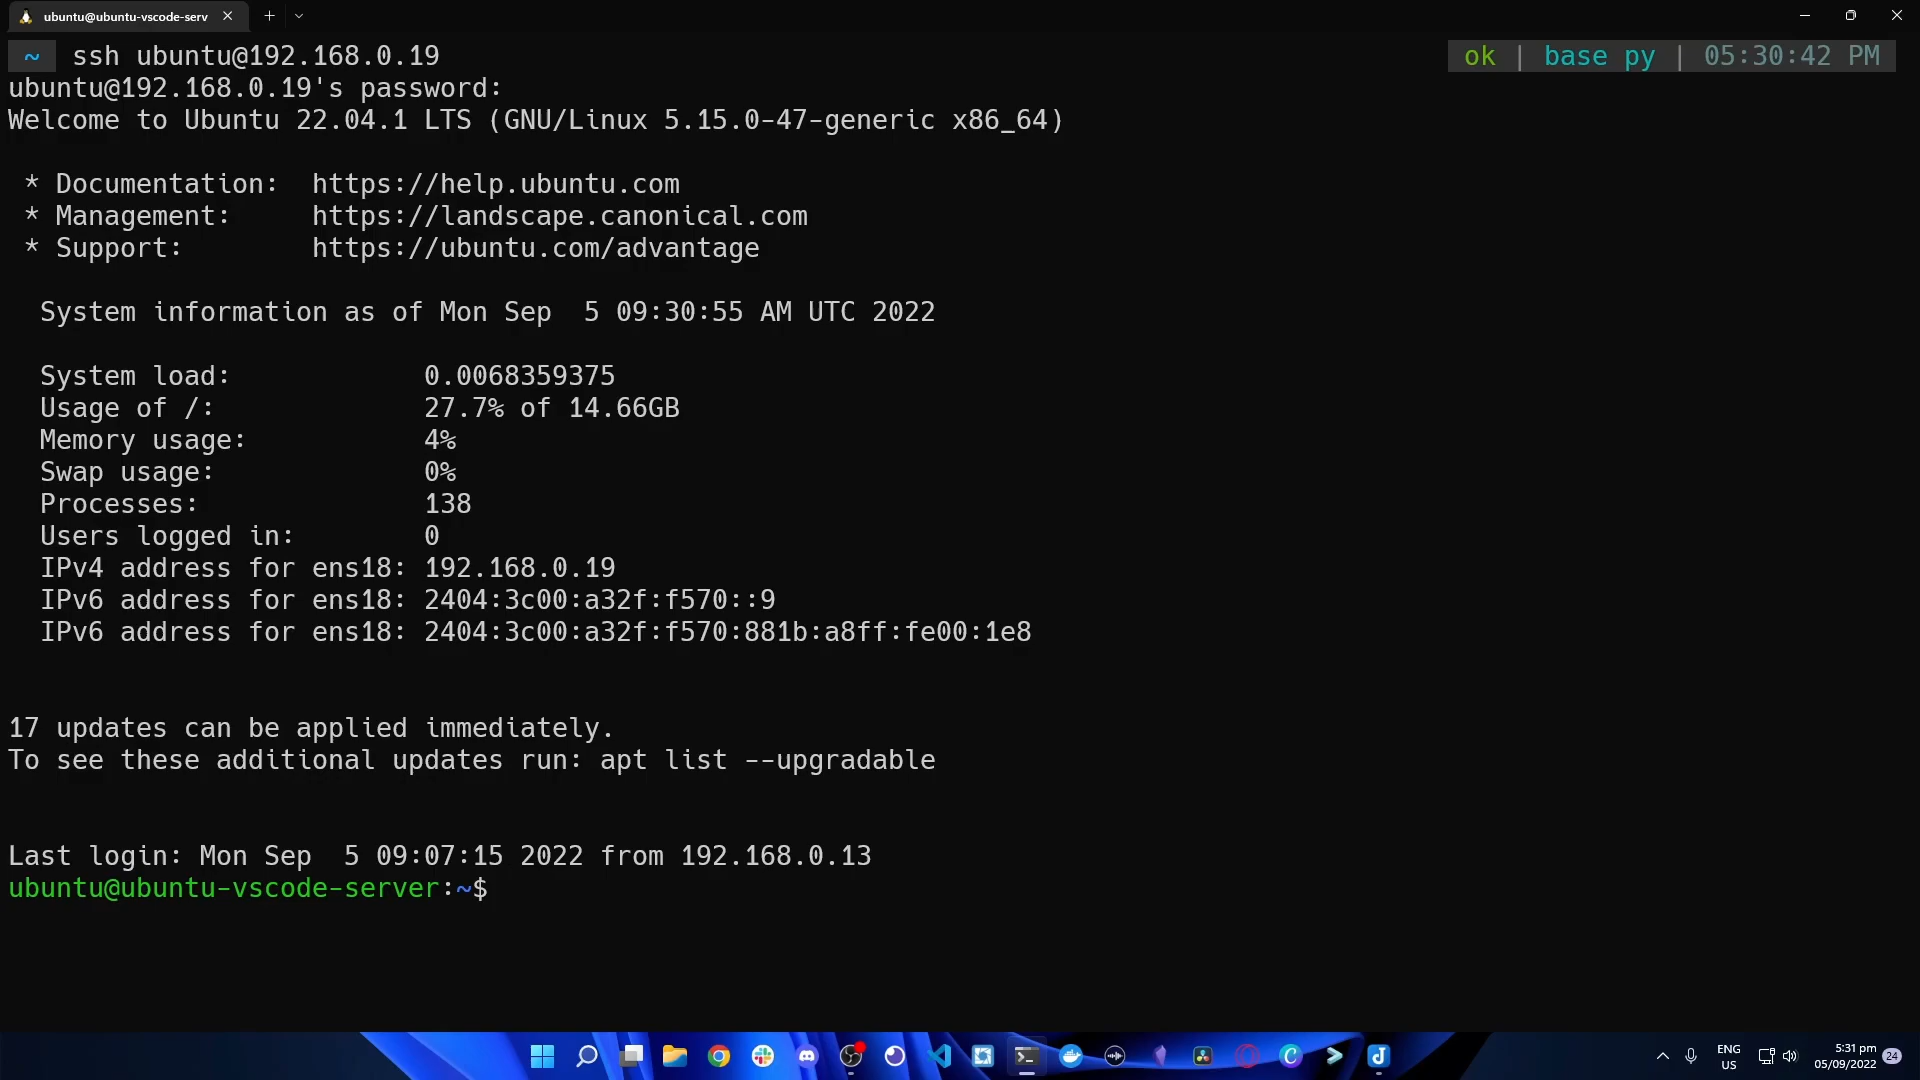 ubuntu@ubuntu-vscode-serv
~ ssh ubuntu@192.168.0.19 ok | base py | 05:30:42 PM
ubuntu@192.168.0.19's password:
Welcome to Ubuntu 22.04.1 LTS (GNU/Linux 5.15.0-47-generic x86_64)
* Documentation: https://help.ubuntu.com
* Management: https://landscape.canonical.com
* Support: https://ubuntu.com/advantage
System information as of Mon Sep 5 09:30:55 AM UTC 2022
System load: 0.0068359375
Usage of /: 27.7% of 14.66GB
Memory usage: 4%
Swap usage: 0%
Processes: 138
Users logged in: 0
IPv4 address for ens18: 192.168.0.19
IPv6 address for ens18: 2404:3c00:a32f:f570::9
IPv6 address for ens18: 2404:3c00:a32f:f570:881b:a8ff:fe00:1e8
17 updates can be applied immediately.
To see these additional updates run: apt list --upgradable
Last login: Mon Sep 5 09:07:15 2022 from 192.168.0.13
ubuntu@ubuntu-vscode-server:~$
ENG 5:31 pm
US 05/09/2022 24